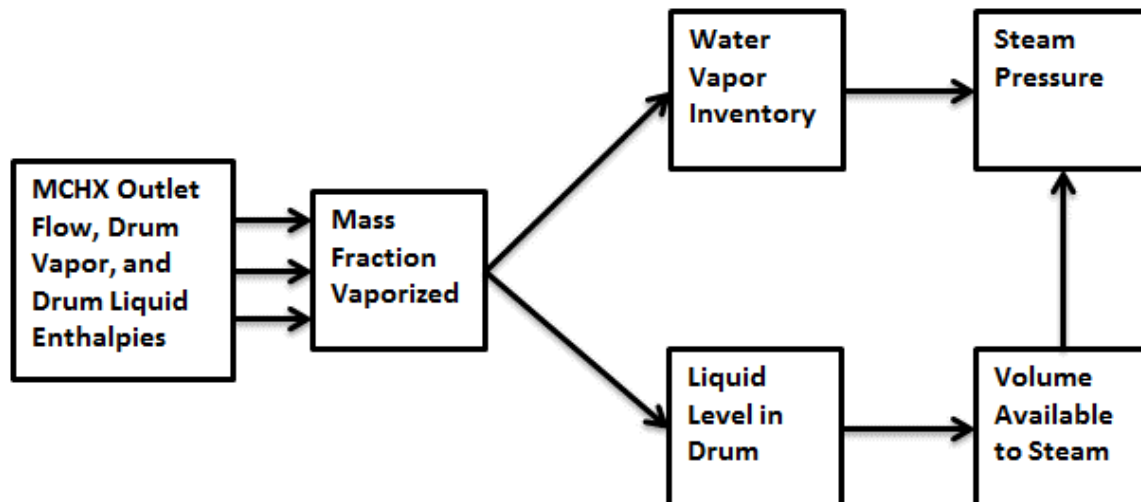 MCHX Outlet
Flow, Drum
Vapor, and
Drum Liquid
Enthalpies
Mass
Fraction
Vaporized
Water
Vapor
Inventory
Steam
Pressure
Liquid
Level in
Drum
Volume
Available
to Steam